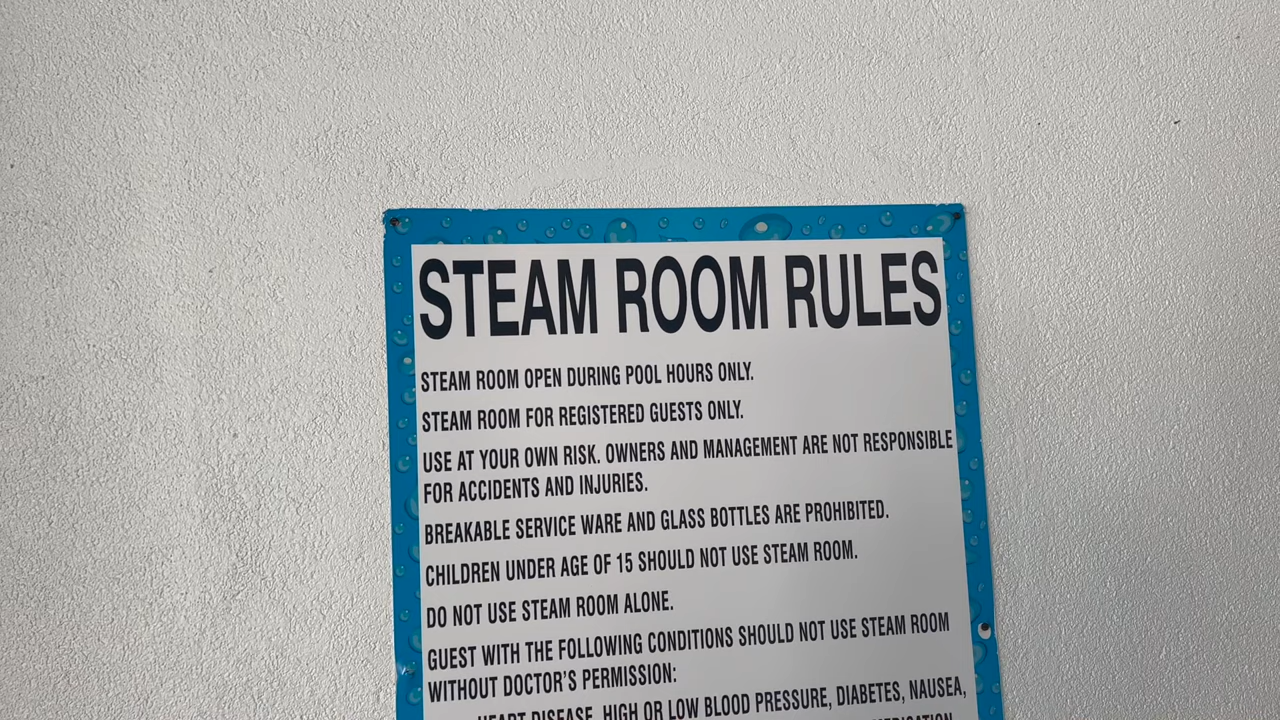 STEAM ROOM RULES
STEAM ROOM OPEN DURING POOL HOURS ONLY.
STEAM ROOM FOR REGISTERED GUESTS ONLY.
USE AT YOUR OWN RISK. OWNERS AND MANAGEMENT ARE NOT RESPONSIBLE
FOR ACCIDENTS AND INJURIES.
BREAKABLE SERVICE WARE AND GLASS BOTTLES ARE PROHIBITED.
CHILDREN UNDER AGE OF 15 SHOULD NOT USE STEAM ROOM.
DO NOT USE STEAM ROOM ALONE.
GUEST WITH THE FOLLOWING CONDITIONS SHOULD NOT USE STEAM ROOM
WITHOUT DOCTOR'S PERMISSION:
HEART DISEASE, HIGH OR LOW BLOOD PRESSURE, DIABETES, NAUSEA,